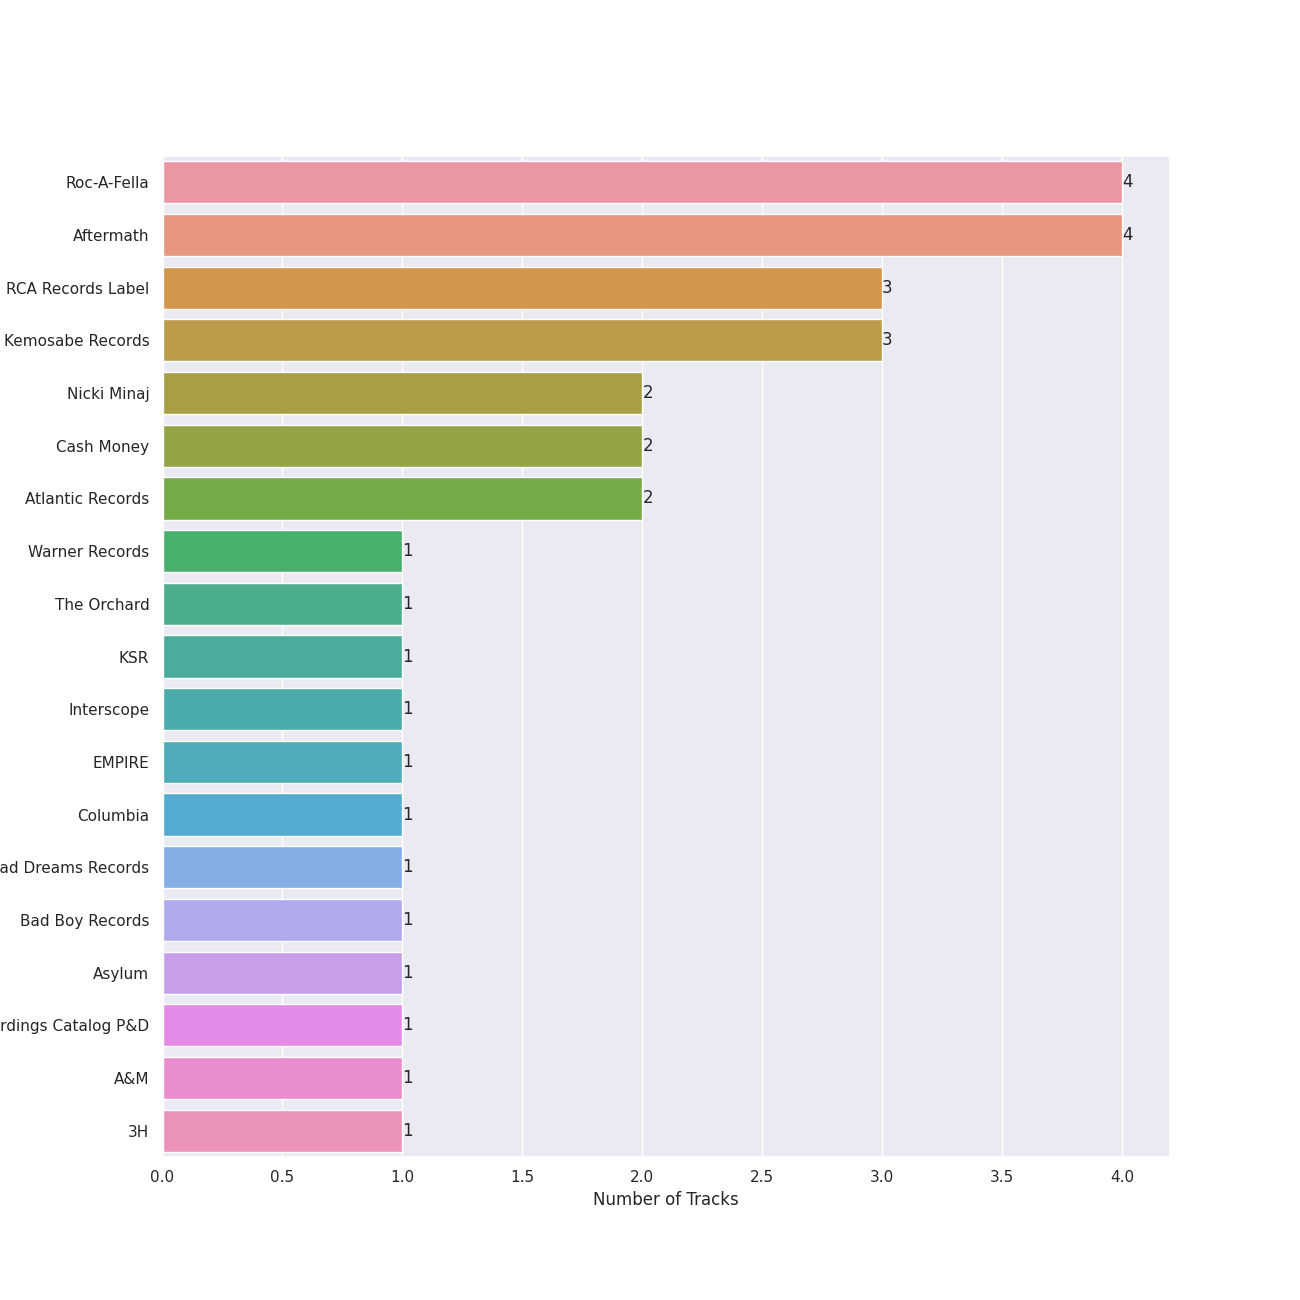 Roc-A-Fella 4
Aftermath 4
RCA Records Label 3
Kemosabe Records 3
Nicki Minaj 2
Cash Money 2
Atlantic Records 2
Warner Records 1
The Orchard 1
KSR 1
Interscope 1
EMPIRE 1
Columbia 1
ad Dreams Records 1
Bad Boy Records 1
Asylum 1
rdings Catalog P&D 1
A&M 1
3H 1
0.0 0.5 1.0 1.5 2.0 2.5 3.0 3.5 4.0
Number of Tracks